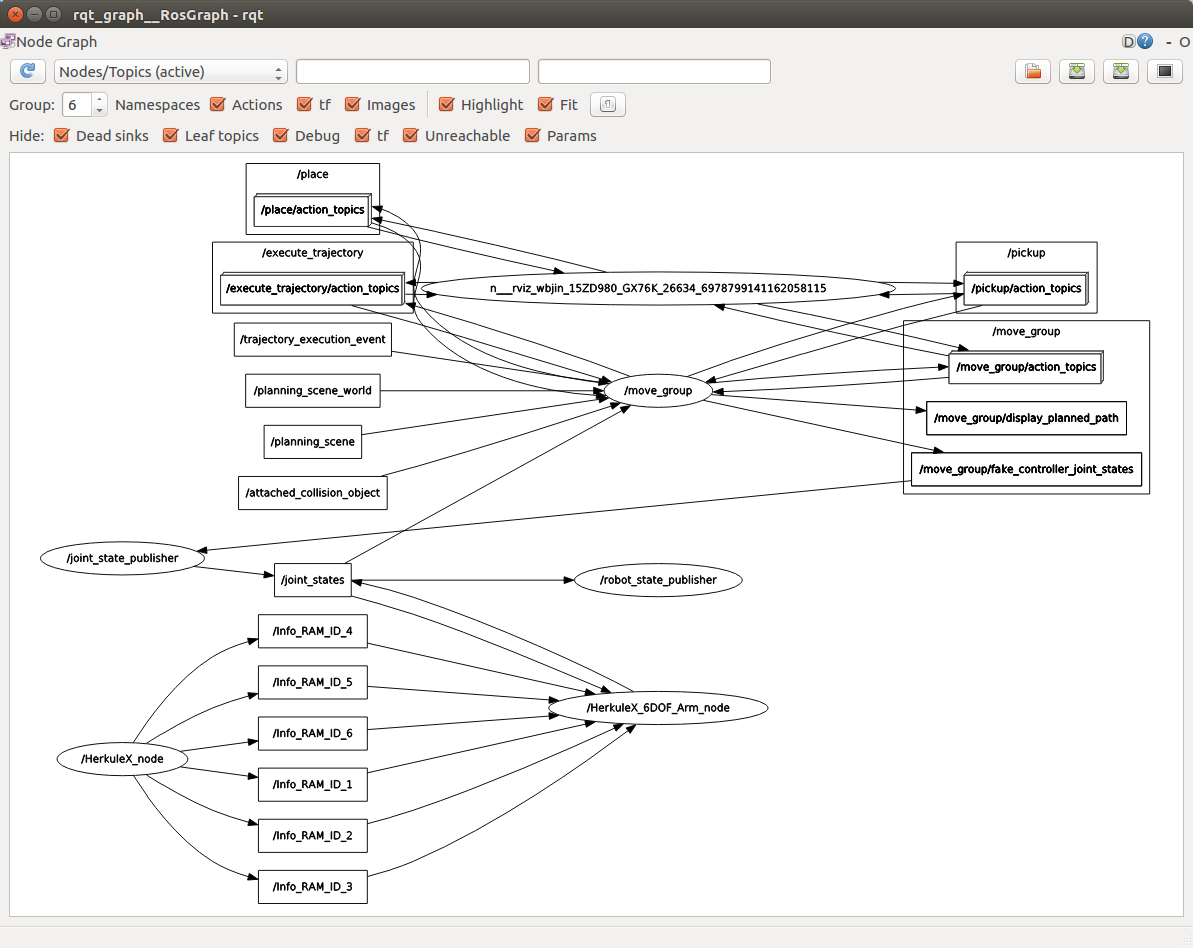 rqt_graph__RosGraph - rqt
Node Graph
D ? - O
Nodes/Topics (active)
Group: 6 Namespaces Actions tf Images Highlight Fit
Hide: Dead sinks Leaf topics Debug tf Unreachable Params
/place
/place/action_topics
/execute_trajectory
/execute_trajectory/action_topics
n___rviz_wbjin_15ZD980_GX76K_26634_6978799141162058115
/pickup
/pickup/action_topics
/trajectory_execution_event
/move_group
/move_group/action_topics
/planning_scene_world
/move_group
/move_group/display_planned_path
/planning_scene
/move_group/fake_controller_joint_states
/attached_collision_object
/joint_state_publisher
/joint_states
/robot_state_publisher
/Info_RAM_ID_4
/Info_RAM_ID_5
/HerkuleX_6DOF_Arm_node
/Info_RAM_ID_6
/HerkuleX_node
/Info_RAM_ID_1
/Info_RAM_ID_2
/Info_RAM_ID_3